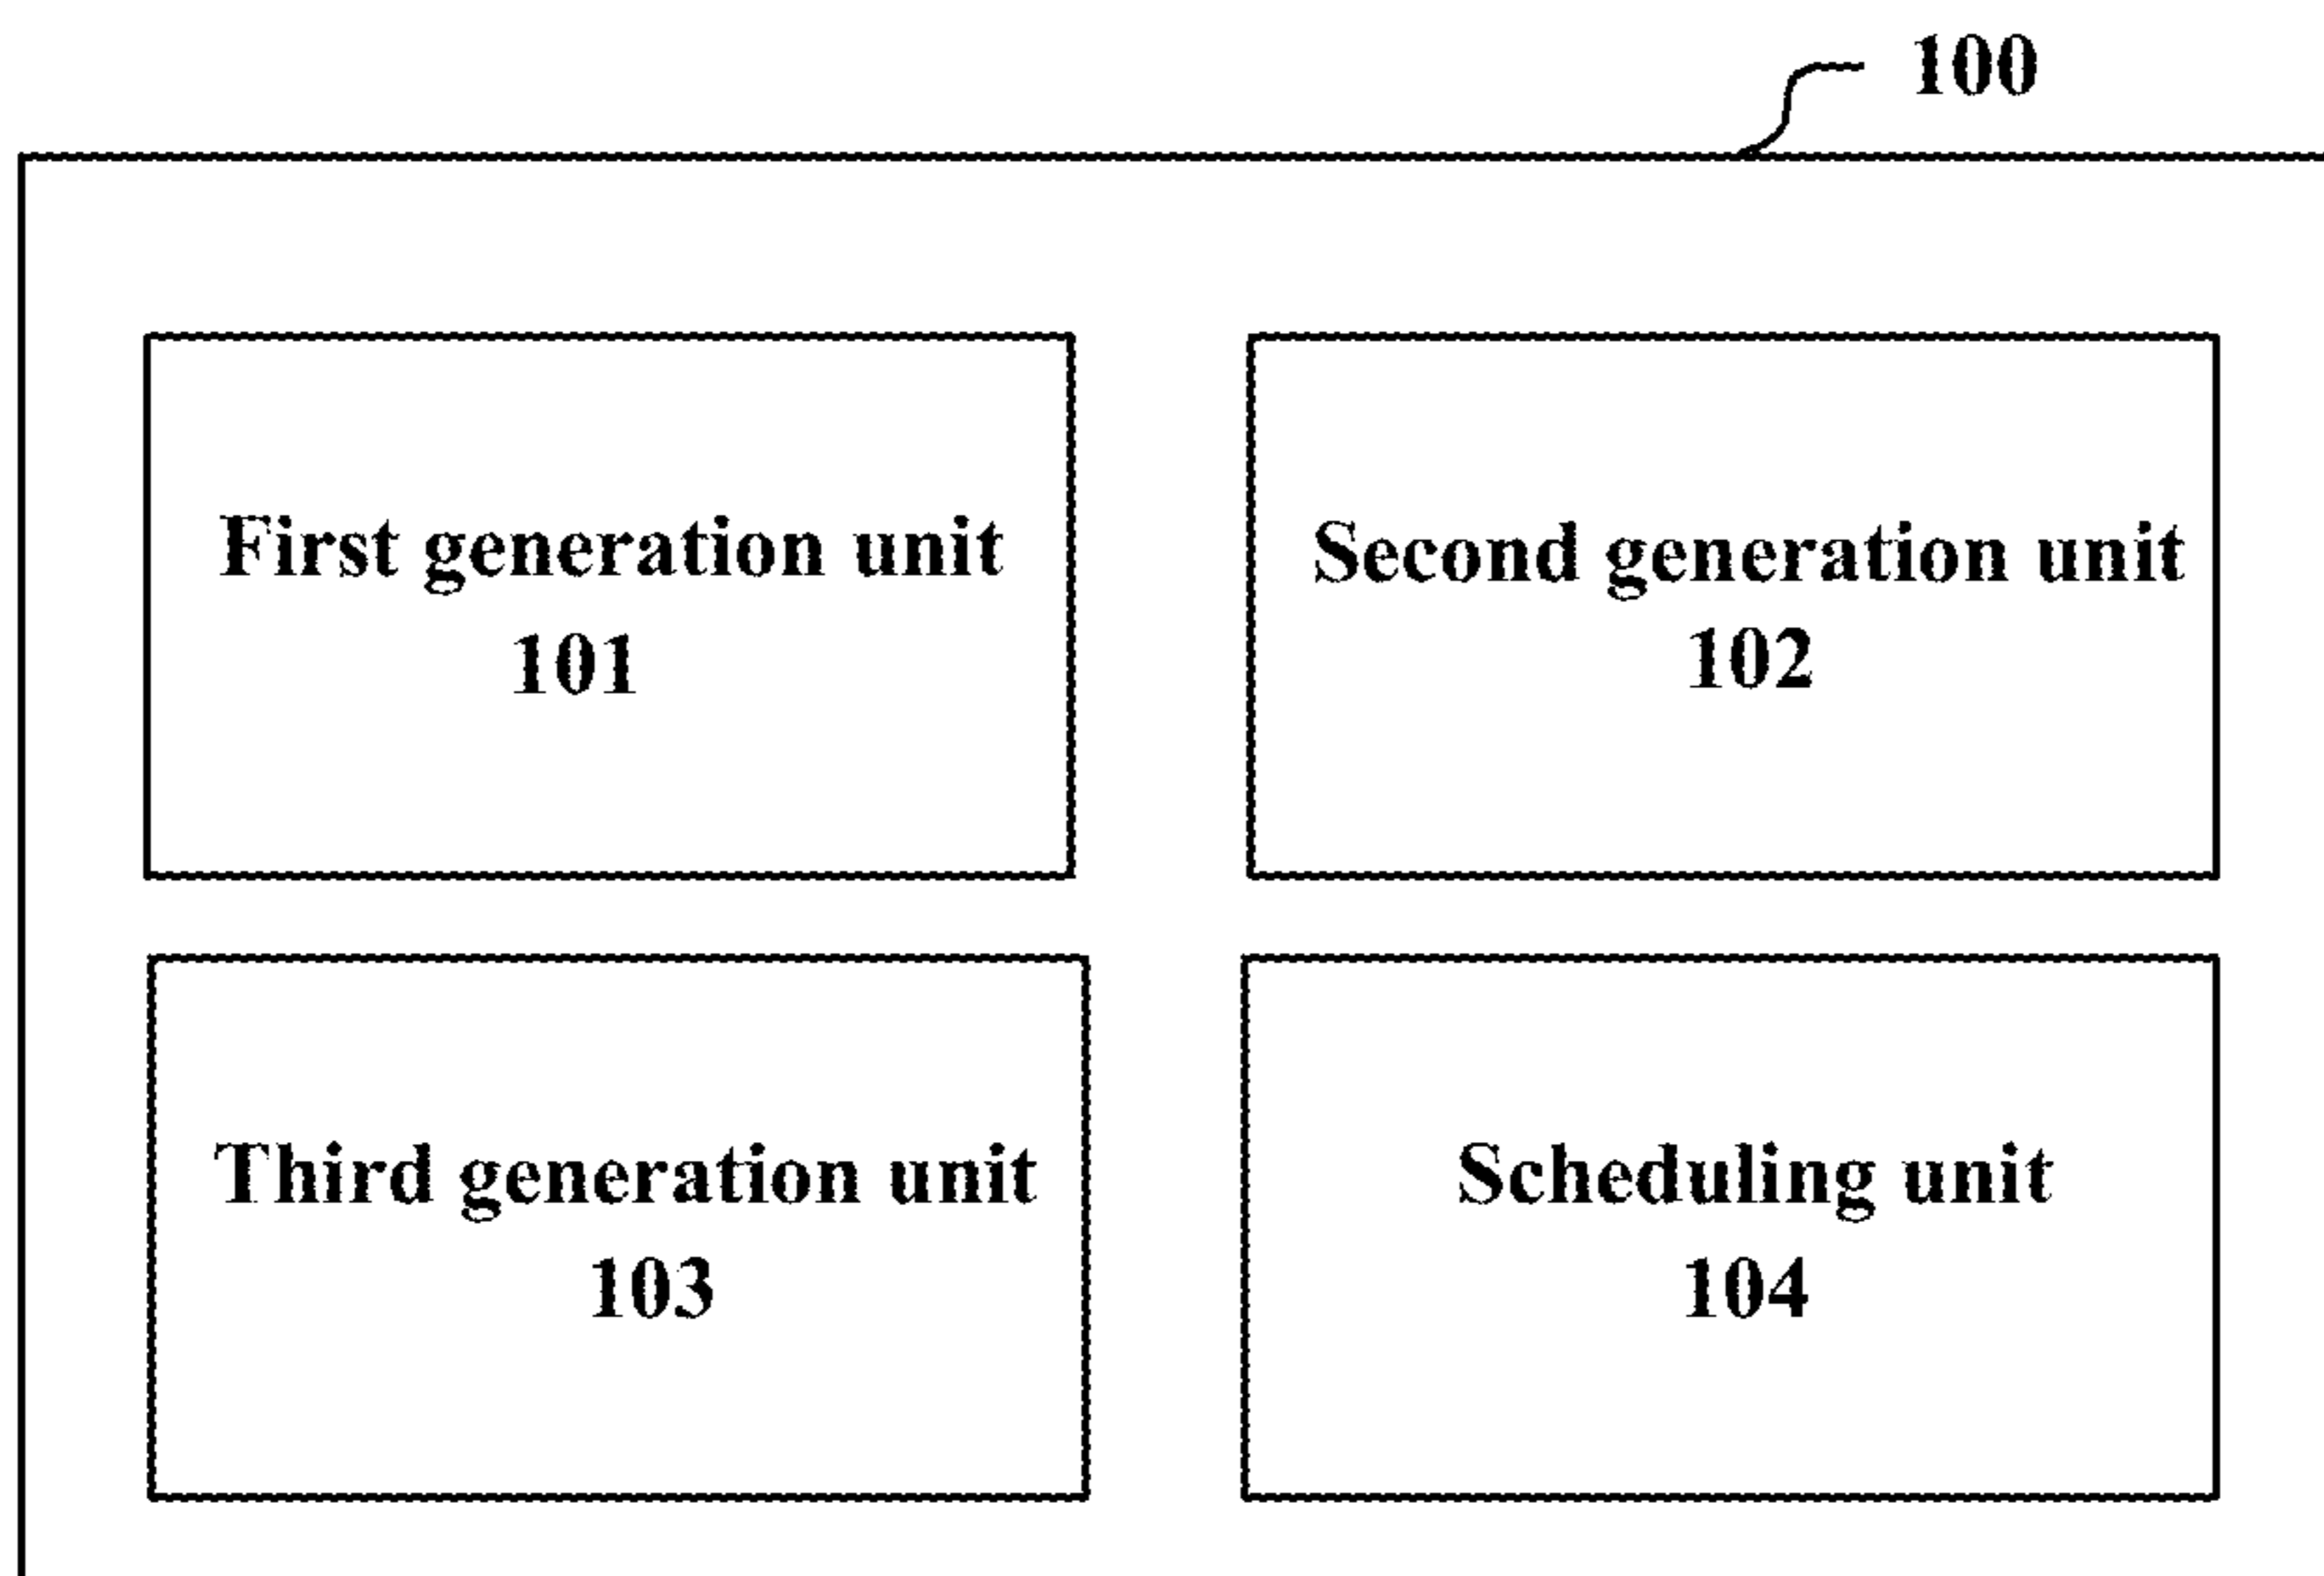 100
First generation unit
101
Second generation unit
102
Third generation unit
103
Scheduling unit
104